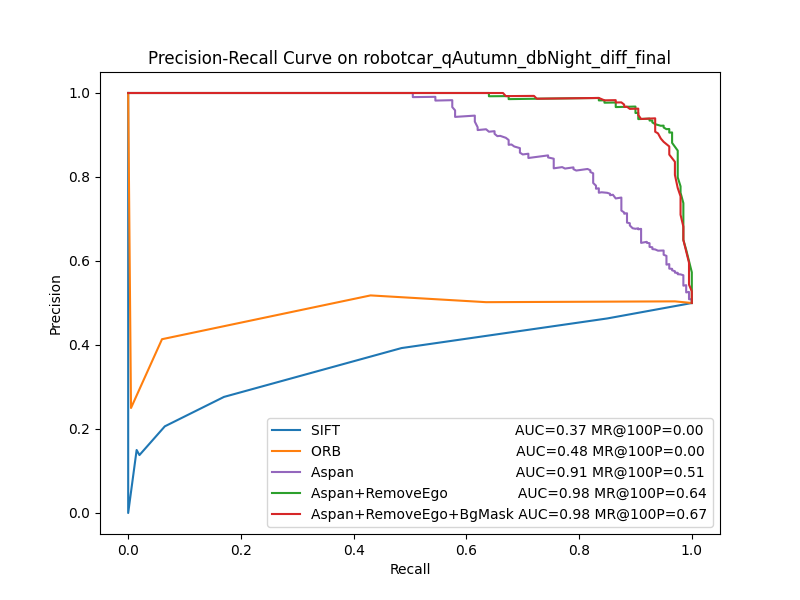 Precision-Recall Curve on robotcar_qAutumn_dbNight_diff_final
Precision
1.0
0.8
0.6
0.4
0.2
0.0
SIFT AUC=0.37 MR@100P=0.00
ORB AUC=0.48 MR@100P=0.00
Aspan AUC=0.91 MR@100P=0.51
Aspan+RemoveEgo AUC=0.98 MR@100P=0.64
Aspan+RemoveEgo+BgMask AUC=0.98 MR@100P=0.67
0.0 0.2 0.4 0.6 0.8 1.0
Recall